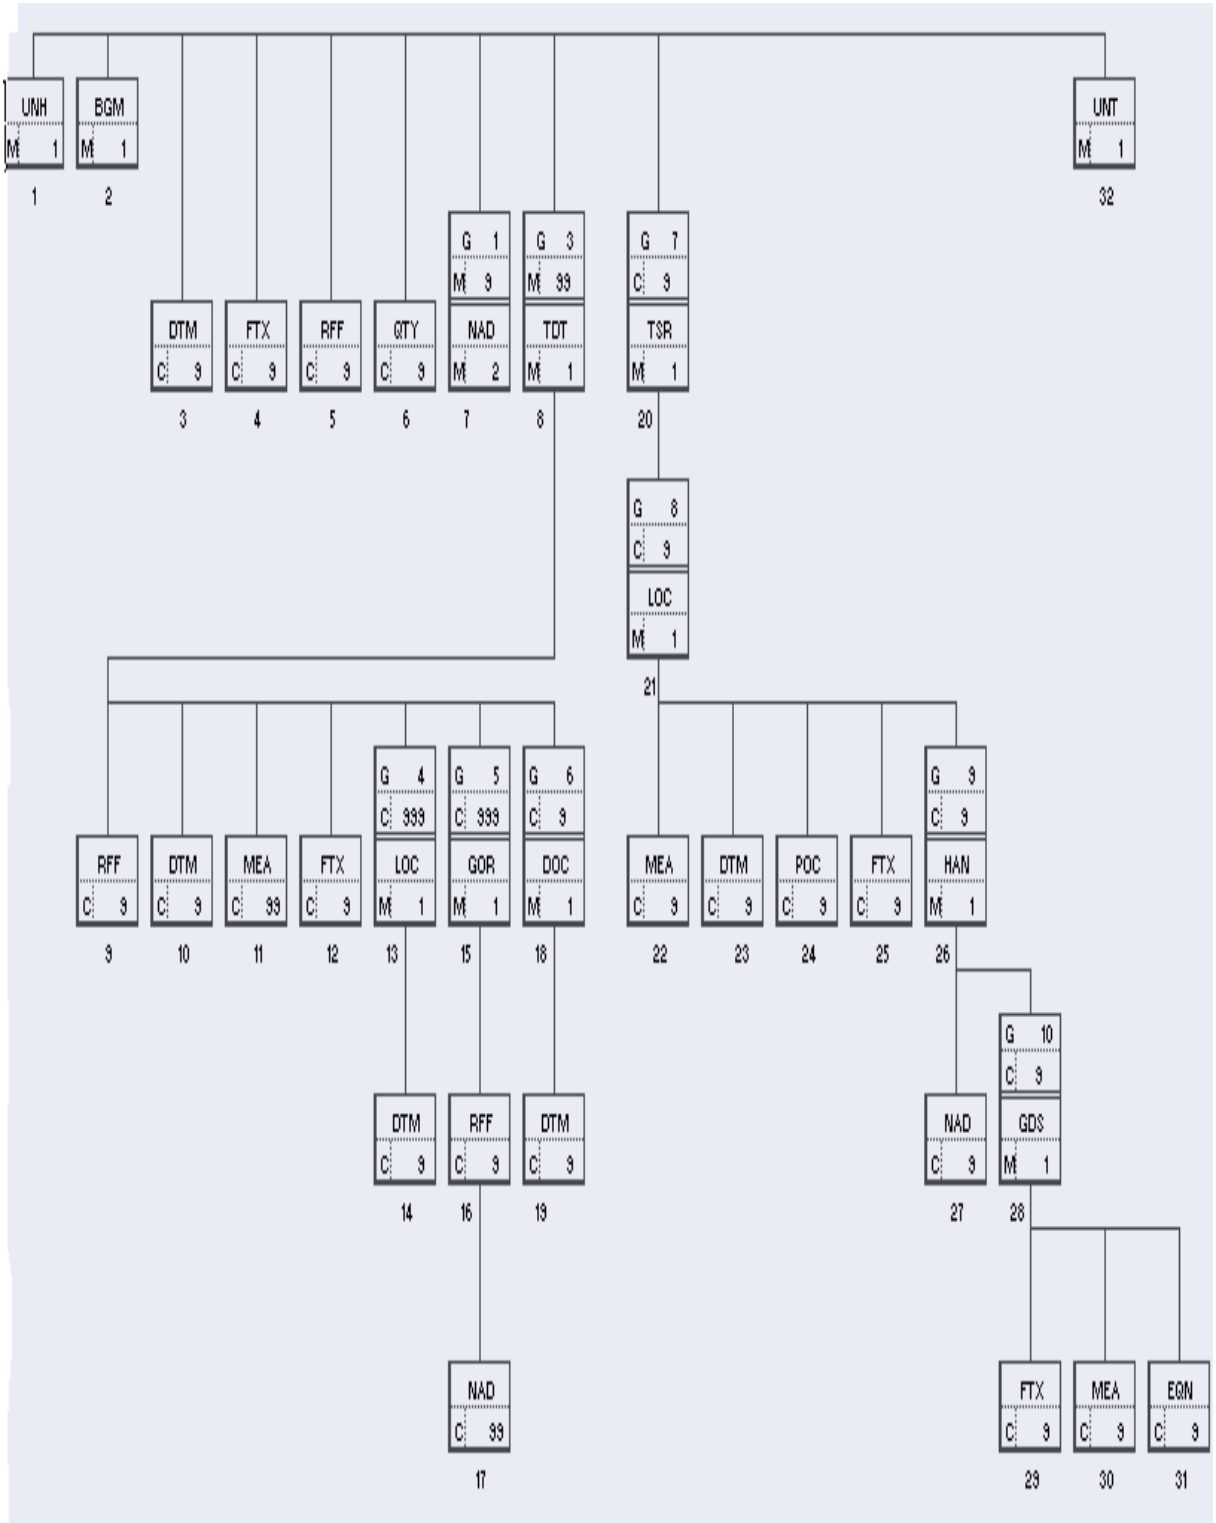 UNH BGM UNT
M 1 M 1 M 1
1 2 32
G 1 G 3 G 7
M 9 M 99 C 9
DTM FTX RFF QTY NAD TDT TSR
C 9 C 9 C 9 C 9 M 2 M 1 M 1
3 4 5 6 7 8 20
G 8
C 9
LOC
M 1
21
G 4 G 5 G 6 G 9
C 999 C 999 C 9 C 9
RFF DTM MEA FTX LOC GOR DOC MEA DTM POC FTX HAN
C 9 C 9 C 99 C 9 M 1 M 1 M 1 C 9 C 9 C 9 C 9 M 1
9 10 11 12 13 15 18 22 23 24 25 26
G 10
C 9
DTM RFF DTM NAD GDS
C 9 C 9 C 9 C 9 M 1
14 16 19 27 28
NAD FTX MEA EQN
C 99 C 9 C 9 C 9
17 29 30 31